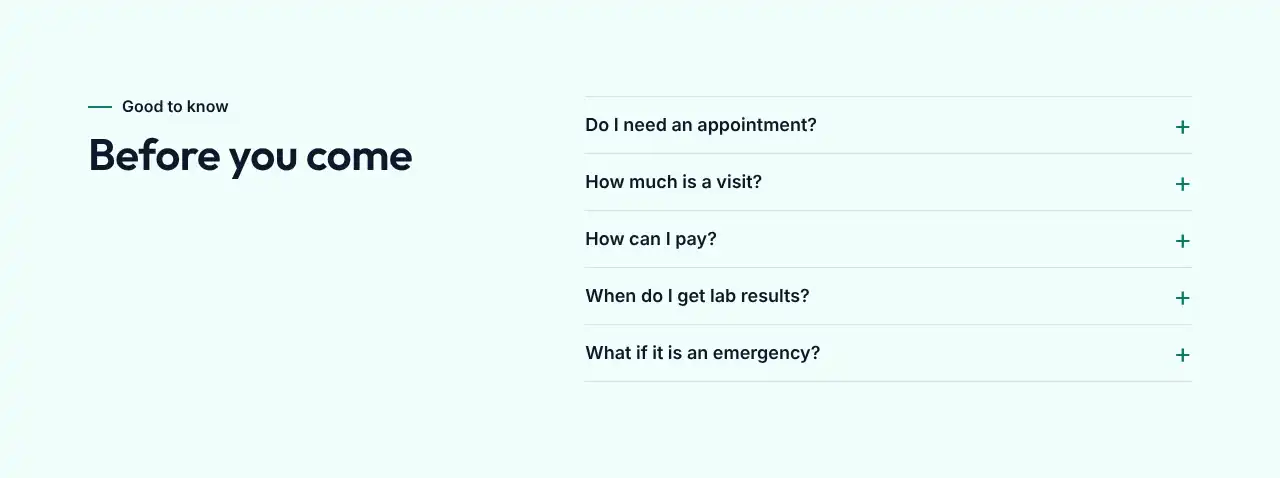 Good to know
Before you come
Do I need an appointment?
How much is a visit?
How can I pay?
When do I get lab results?
What if it is an emergency?